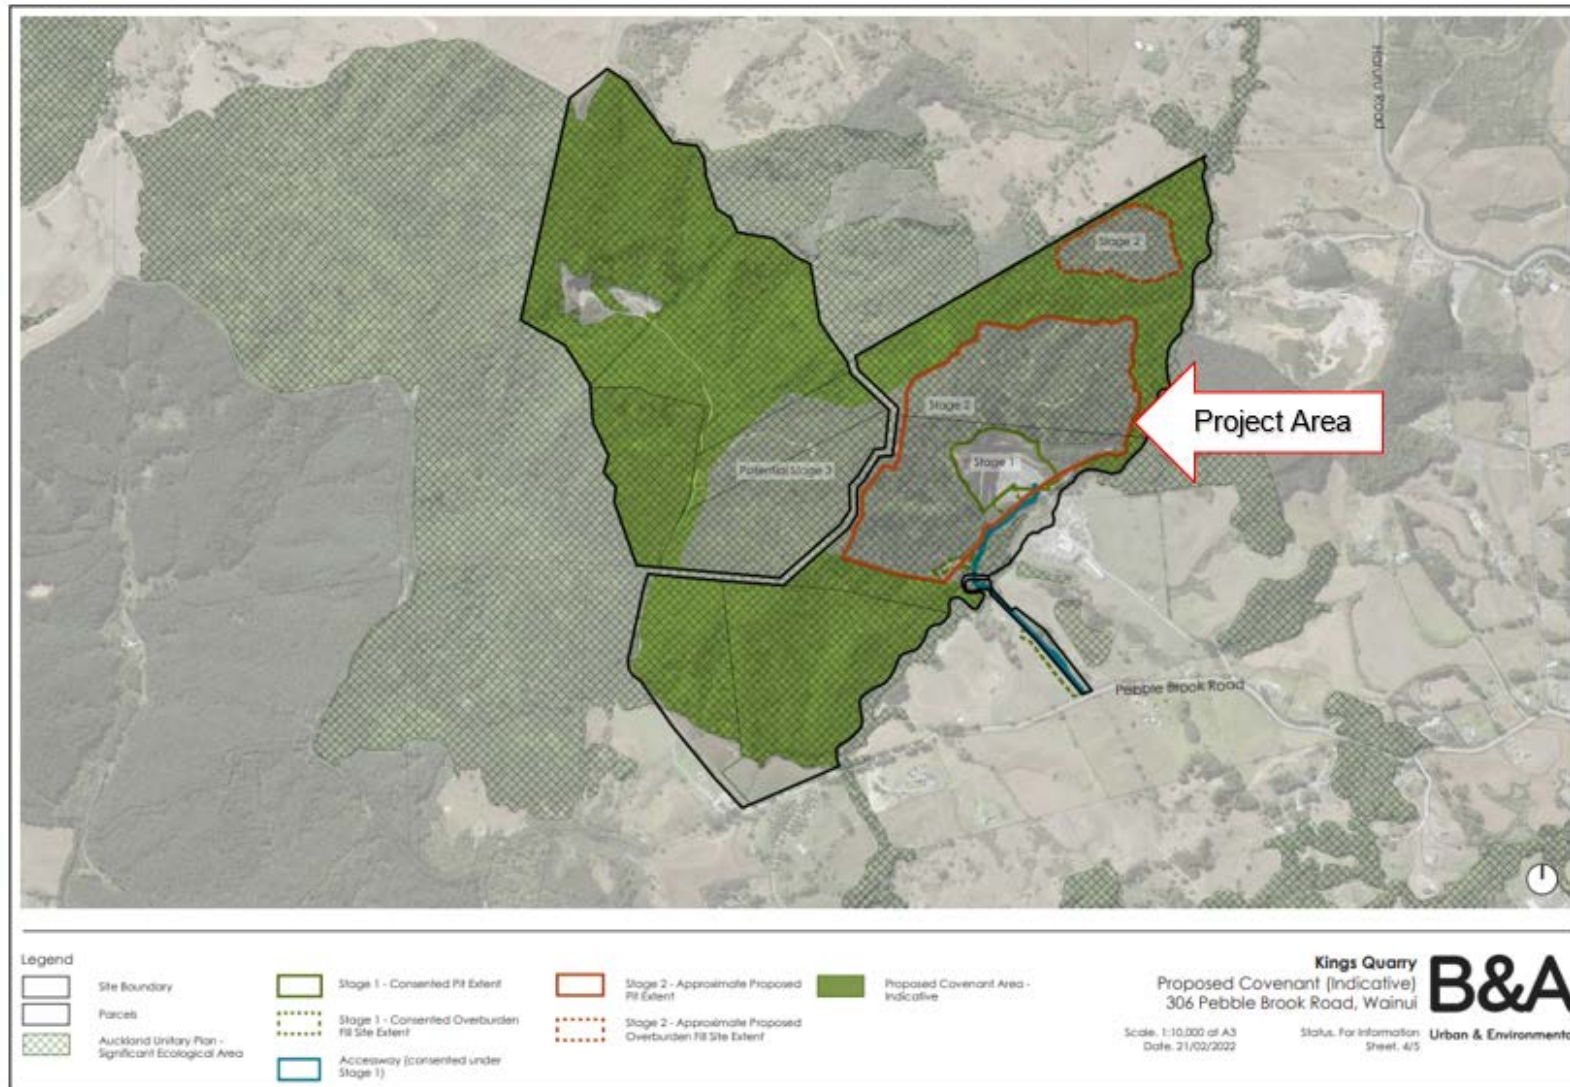 Haruru Road
Stage 2
Stage 2
Project Area
Stage 1
Potential Stage 3
Pebble Brook Road
Legend
Site Boundary
Parcels
Auckland Unitary Plan -
Significant Ecological Area
Stage 1 - Consented Pit Extent
Stage 1 - Consented Overburden
Fill Site Extent
Accessway (consented under
Stage 1)
Stage 2 - Approximate Proposed
Pit Extent
Stage 2 - Approximate Proposed
Overburden Fill Site Extent
Proposed Covenant Area -
Indicative
Kings Quarry
Proposed Covenant (Indicative)
306 Pebble Brook Road, Wainui
Scale. 1:10,000 at A3
Date. 21/02/2022
Status. For Information
Sheet. 4/5
B&A
Urban & Environmenta